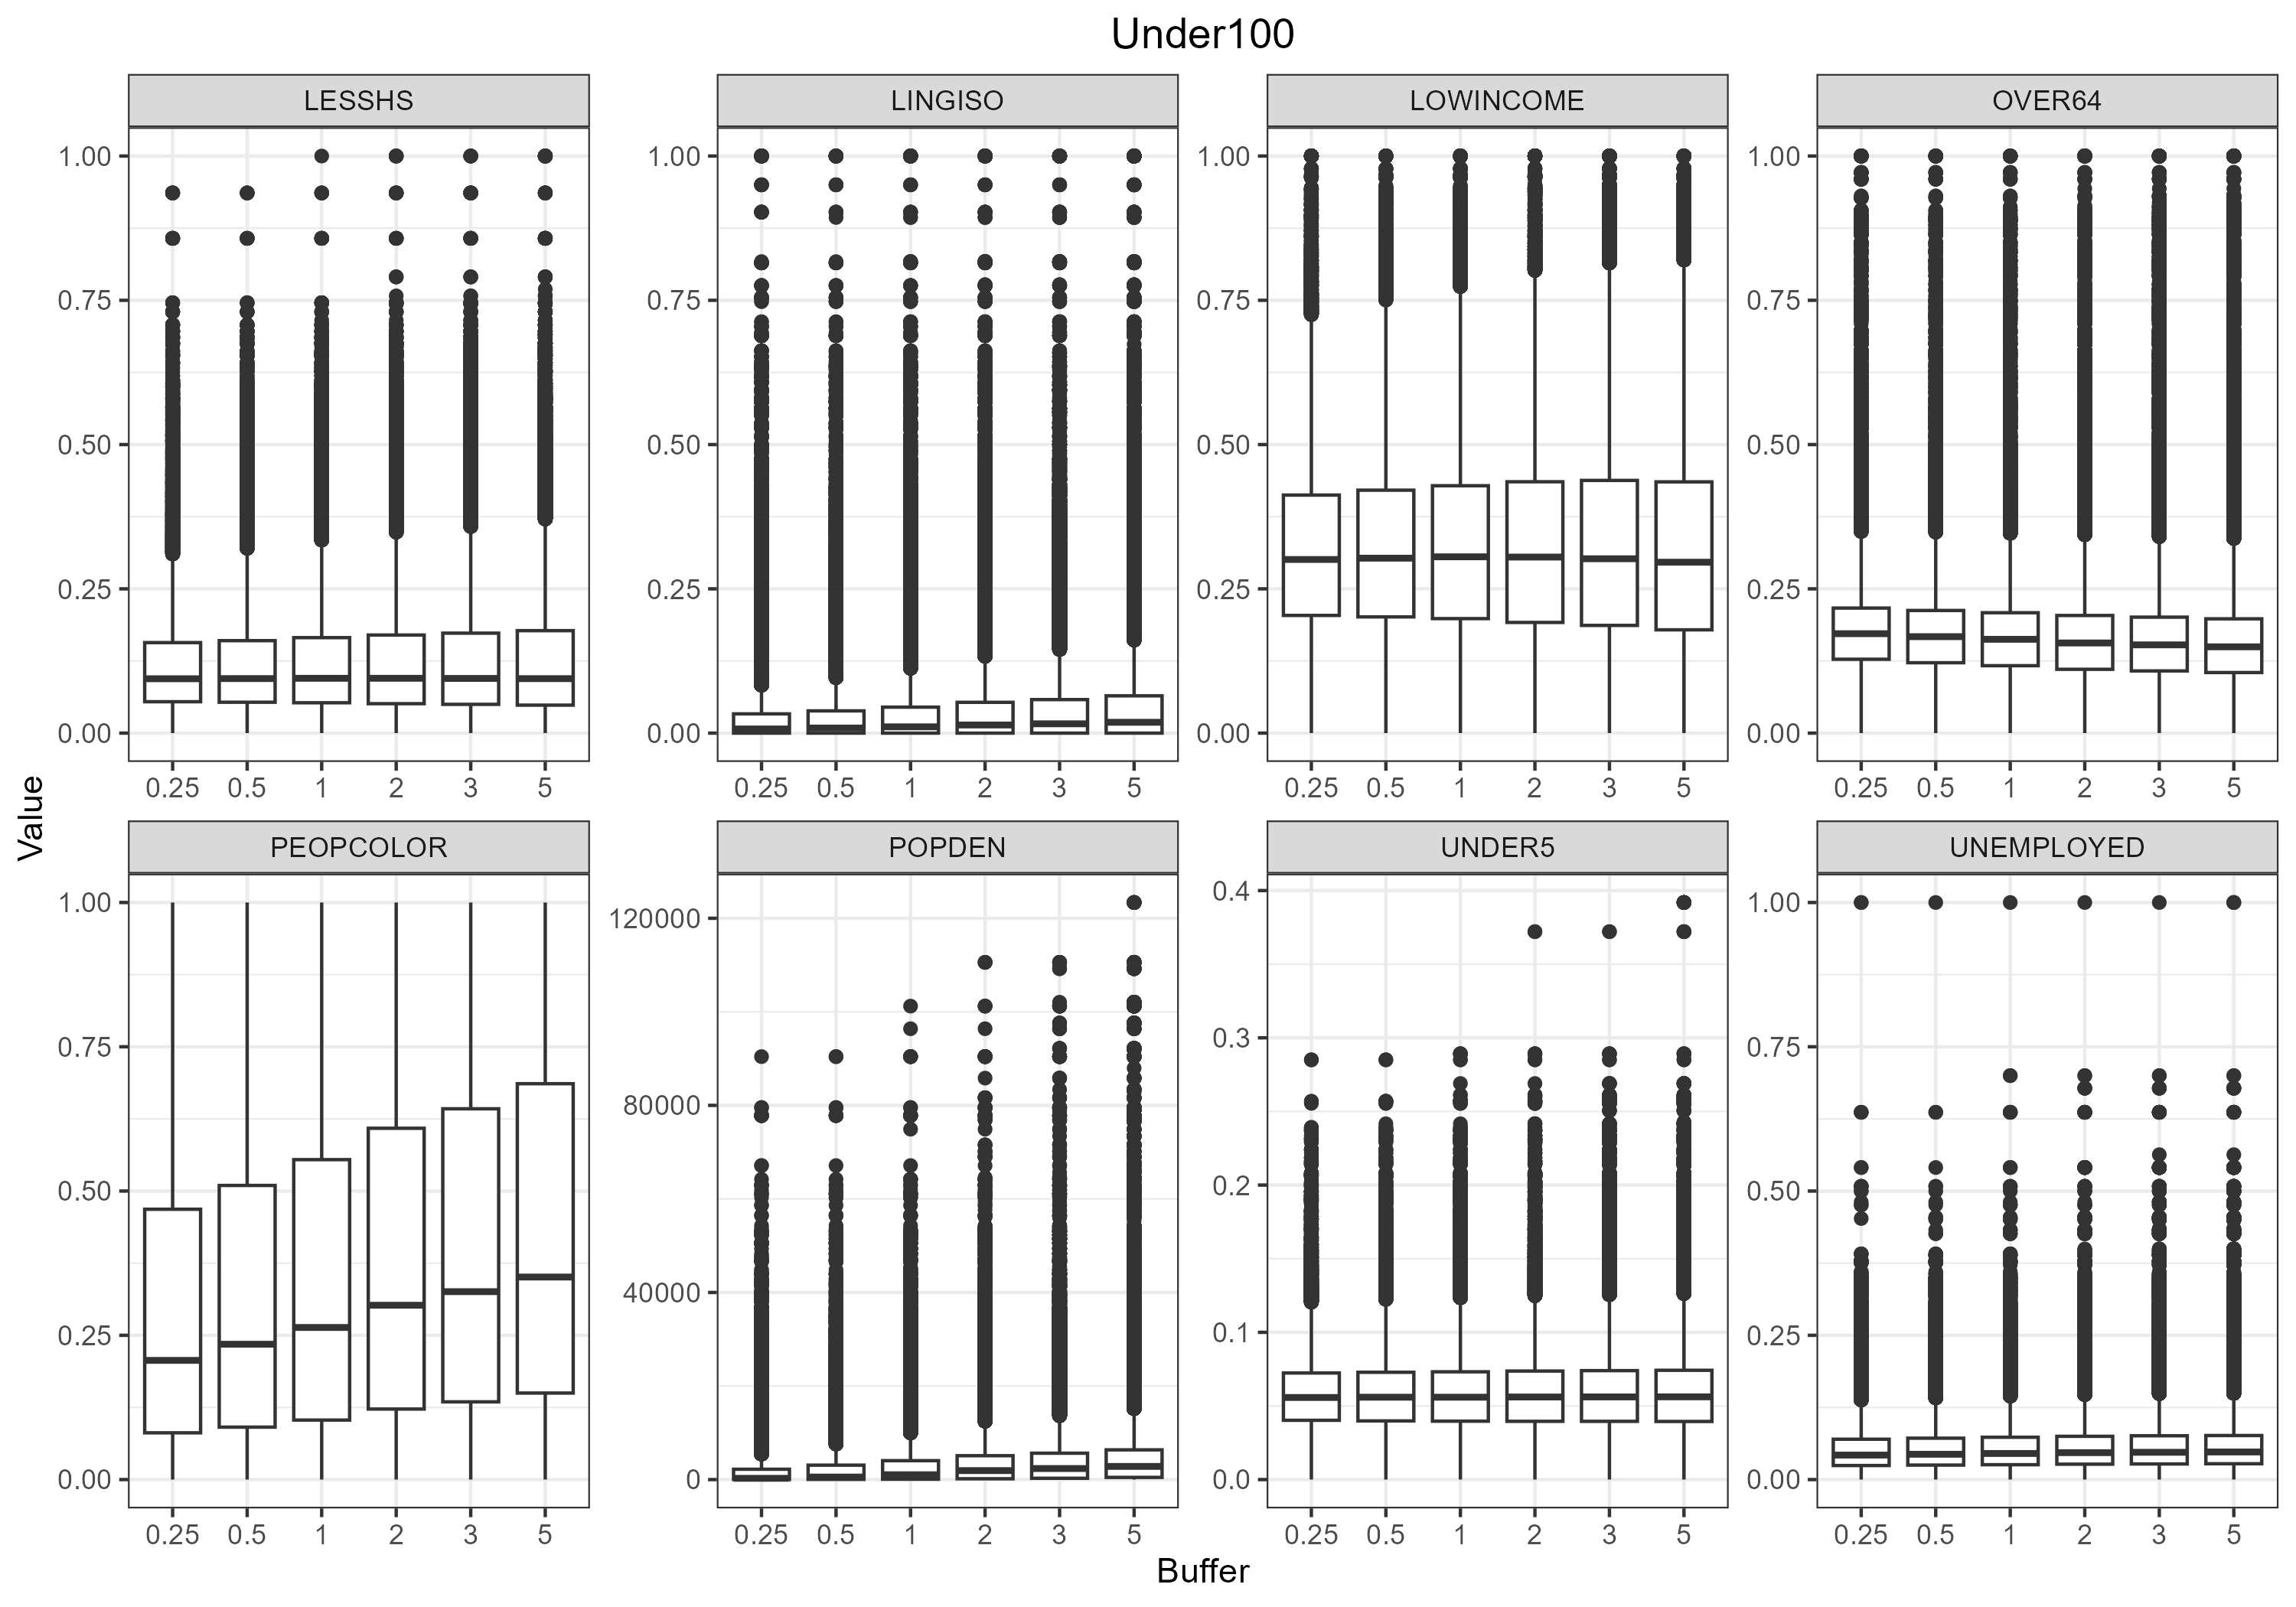 Under100
LESSHS LINGISO LOWINCOME OVER64
1.00 1.00 1.00 1.00
0.75 0.75 0.75 0.75
0.50 0.50 0.50 0.50
0.25 0.25 0.25 0.25
0.00 0.00 0.00 0.00
0.25 0.5 1 2 3 5 0.25 0.5 1 2 3 5 0.25 0.5 1 2 3 5 0.25 0.5 1 2 3 5
Value
PEOPCOLOR POPDEN UNDER5 UNEMPLOYED
1.00 120000 0.4 1.00
0.75 80000 0.3 0.75
0.50 40000 0.2 0.50
0.25 0 0.1 0.25
0.00 0.0 0.00
0.25 0.5 1 2 3 5 0.25 0.5 1 2 3 5 0.25 0.5 1 2 3 5 0.25 0.5 1 2 3 5
Buffer